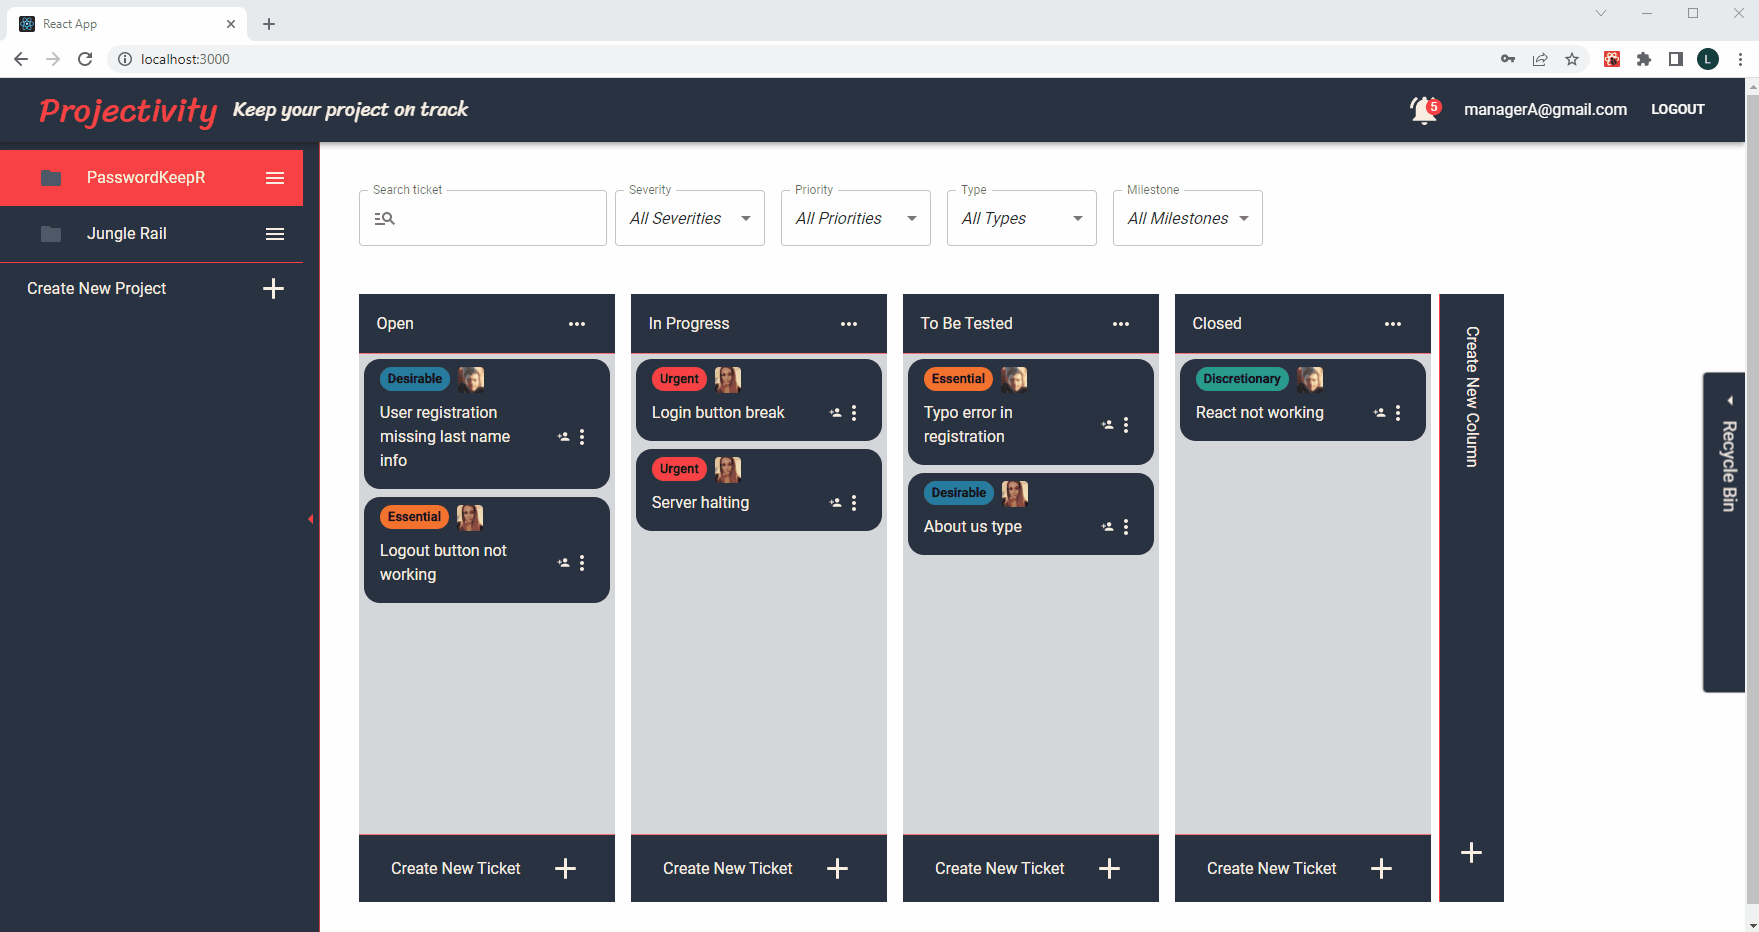 React App
localhost:3000
L
Projectivity
Keep your project on track
5
managerA@gmail.com
LOGOUT
PasswordKeepR
Jungle Rail
Create New Project
Search ticket
Severity
All Severities
Priority
All Priorities
Type
All Types
Milestone
All Milestones
Open
Desirable
User registration
missing last name
info
Essential
Logout button not
working
Create New Ticket
In Progress
Urgent
Login button break
Urgent
Server halting
Create New Ticket
To Be Tested
Essential
Typo error in
registration
Desirable
About us type
Create New Ticket
Closed
Discretionary
React not working
Create New Ticket
Create New Column
Recycle Bin